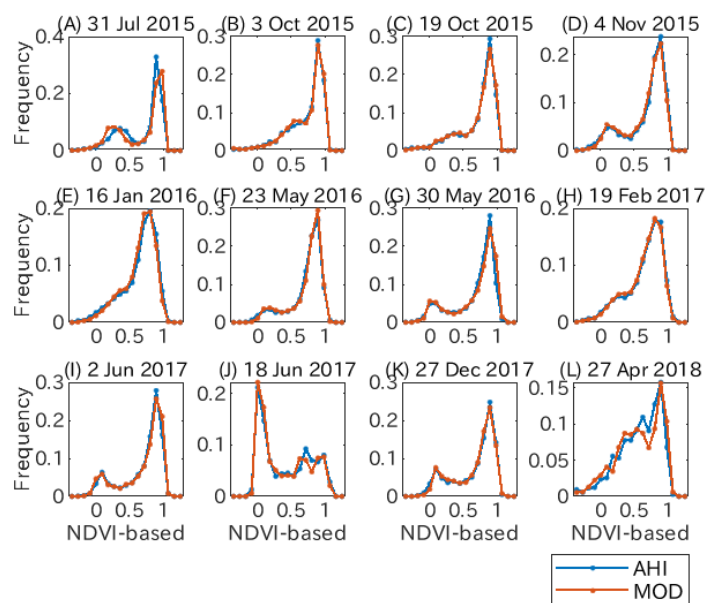 (A) 31 Jul 2015 (B) 3 Oct 2015 (C) 19 Oct 2015 (D) 4 Nov 2015
Frequency
0.4 0.2 0
0.3 0.2 0.1 0
0.3 0.2 0.1 0
0.2 0.1 0
0 0.5 1 0 0.5 1 0 0.5 1 0 0.5 1
(E) 16 Jan 2016 (F) 23 May 2016 (G) 30 May 2016 (H) 19 Feb 2017
Frequency
0.2 0.1 0
0.3 0.2 0.1 0
0.3 0.2 0.1 0
0.2 0.1 0
0 0.5 1 0 0.5 1 0 0.5 1 0 0.5 1
(I) 2 Jun 2017 (J) 18 Jun 2017 (K) 27 Dec 2017 (L) 27 Apr 2018
Frequency
0.3 0.2 0.1 0
0.2 0.1 0
0.3 0.2 0.1 0
0.15 0.1 0.05 0
0 0.5 1 0 0.5 1 0 0.5 1 0 0.5 1
NDVI-based NDVI-based NDVI-based NDVI-based
AHI
MOD